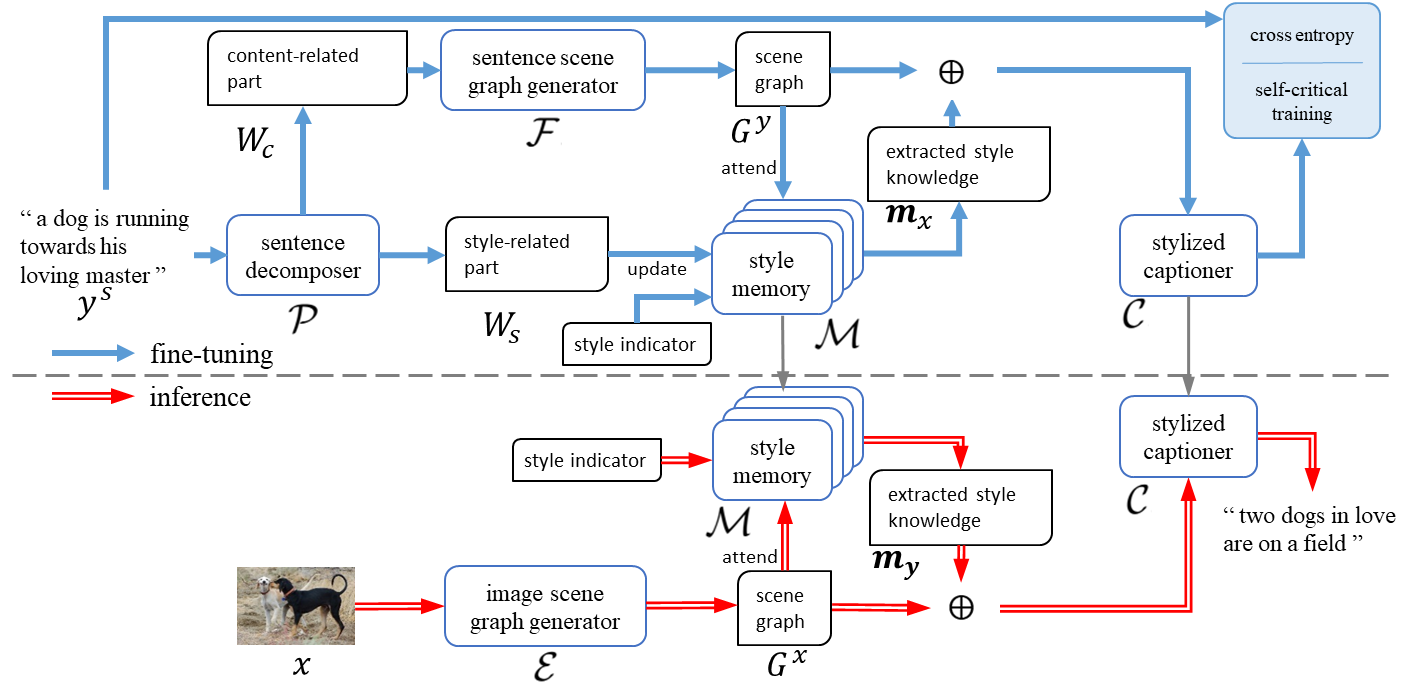 content-related
part
W_c
sentence scene
graph generator
ℱ
scene
graph
G^y
⊕
cross entropy
self-critical
training
attend
extracted style
knowledge
m_x
“ a dog is running
towards his
loving master ”
y^s
sentence
decomposer
𝒫
style-related
part
W_s
update
style
memory
ℳ
style indicator
stylized
captioner
𝒞
fine-tuning
inference
style indicator
style
memory
ℳ
attend
extracted style
knowledge
m_y
stylized
captioner
𝒞
“ two dogs in love
are on a field ”
x
image scene
graph generator
ℰ
scene
graph
G^x
⊕